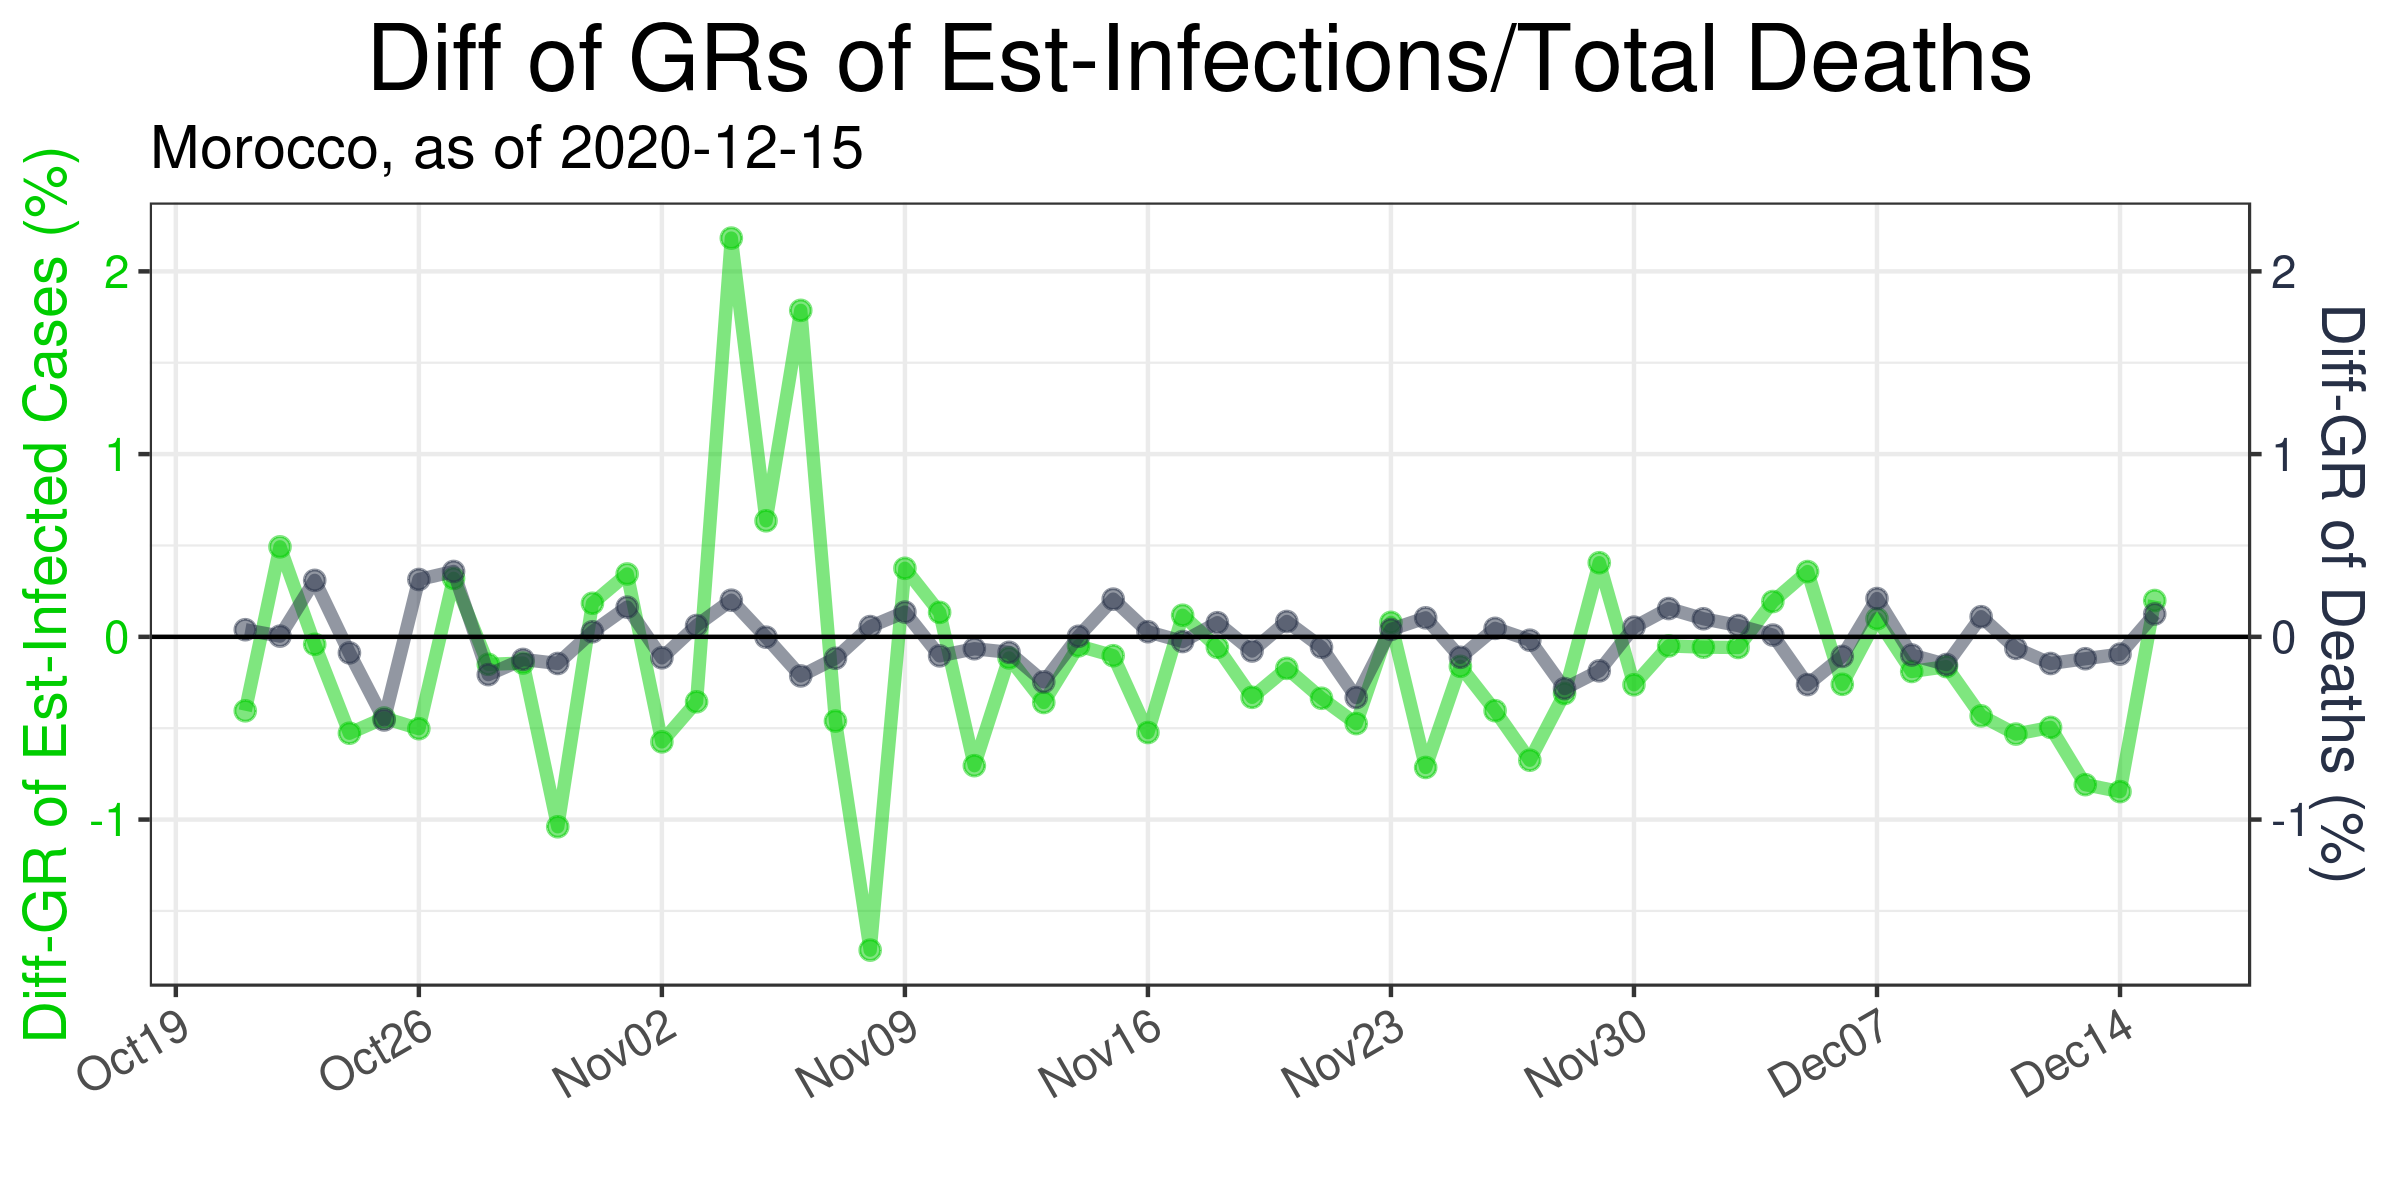 Diff of GRs of Est-Infections/Total Deaths
Morocco, as of 2020-12-15
Diff-GR of Est-Infected Cases (%)
2
1
0
-1
2
1
0
-1
Diff-GR of Deaths (%)
Oct19
Oct26
Nov02
Nov09
Nov16
Nov23
Nov30
Dec07
Dec14